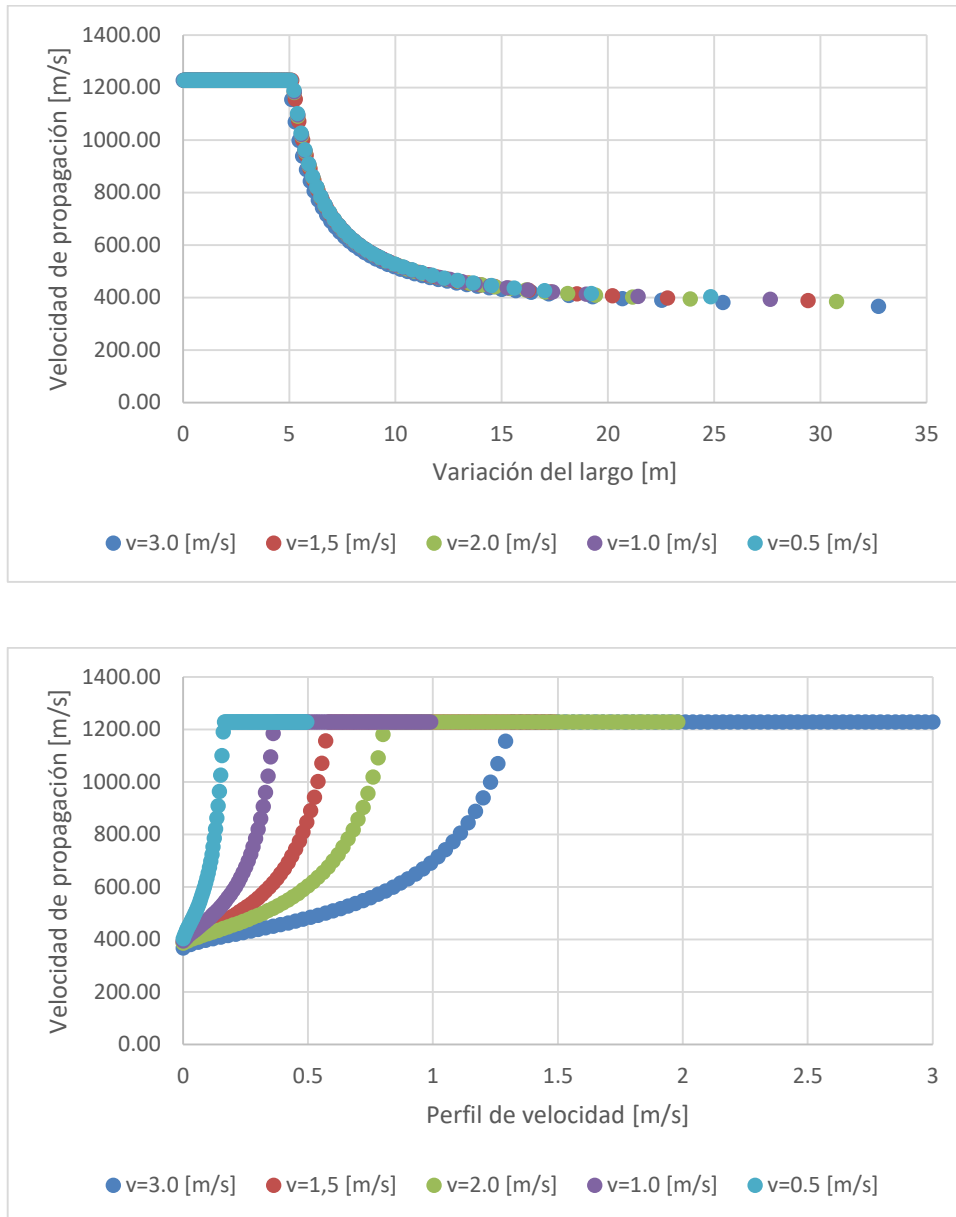 1400.00
1200.00
1000.00
800.00
600.00
400.00
200.00
0.00
Velocidad de propagación [m/s]
0 5 10 15 20 25 30 35
Variación del largo [m]
v=3.0 [m/s] v=1,5 [m/s] v=2.0 [m/s] v=1.0 [m/s] v=0.5 [m/s]
1400.00
1200.00
1000.00
800.00
600.00
400.00
200.00
0.00
Velocidad de propagación [m/s]
0 0.5 1 1.5 2 2.5 3
Perfil de velocidad [m/s]
v=3.0 [m/s] v=1,5 [m/s] v=2.0 [m/s] v=1.0 [m/s] v=0.5 [m/s]